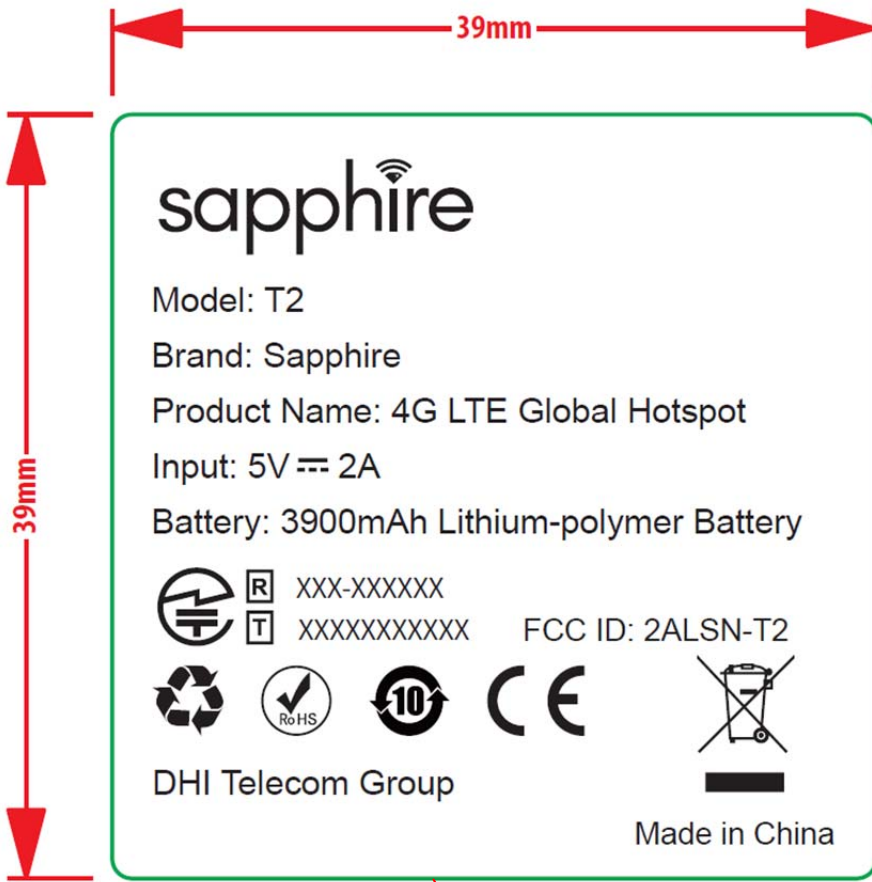 39mm
39mm
sapphire
Model: T2
Brand: Sapphire
Product Name: 4G LTE Global Hotspot
Input: 5V ⎓ 2A
Battery: 3900mAh Lithium-polymer Battery
R XXX-XXXXXX
T XXXXXXXXXXX
FCC ID: 2ALSN-T2
RoHS
10
CE
DHI Telecom Group
Made in China